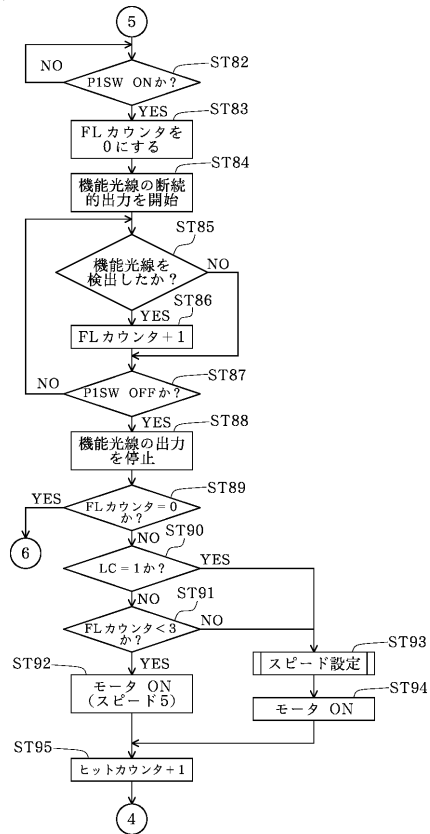 5
NO
P1SW ONか?
ST82
YES
ST83
FLカウンタを
0にする
ST84
機能光線の断続
的出力を開始
ST85
機能光線を
検出したか?
NO
ST86
YES
FLカウンタ+1
NO
P1SW OFFか?
ST87
YES
ST88
機能光線の出力
を停止
YES
FLカウンタ=0
か?
ST89
6
NO
ST90
LC=1か?
YES
NO
ST91
FLカウンタ<3
か?
NO
ST92
YES
ST93
スピード設定
モータ ON
(スピード5)
ST94
モータ ON
ST95
ヒットカウンタ+1
4